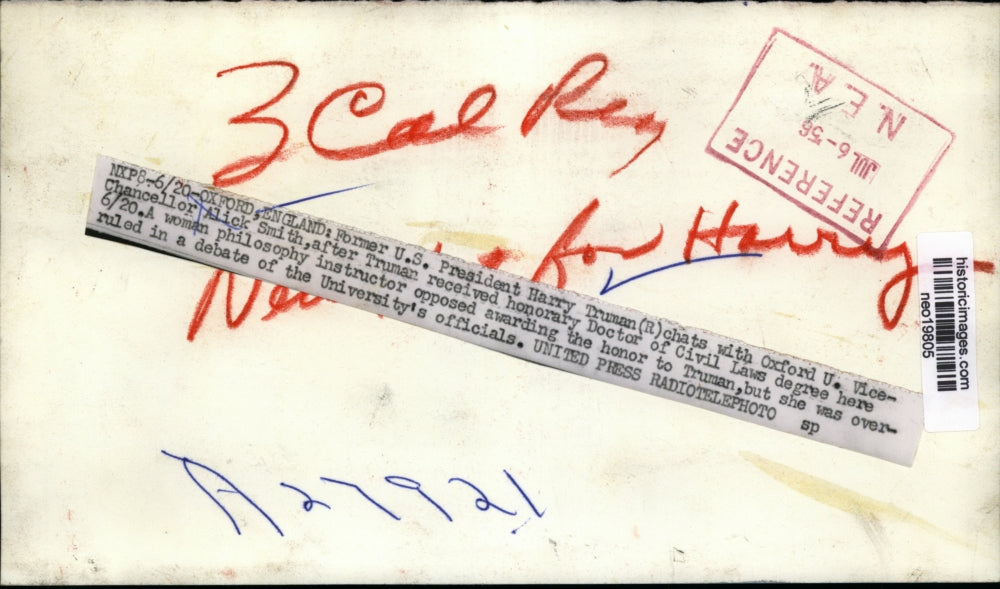 3 Col
for Harry
NXP8-6/20-OXFORD,ENGLAND: Former U.S. President Harry Truman(R)chats with Oxford U. Vice-
Chancellor Alick Smith,after Truman received honorary Doctor of Civil Laws degree here
6/20.A woman philosophy instructor opposed awarding the honor to Truman,but she was over-
ruled in a debate of the University's officials. UNITED PRESS RADIOTELEPHOTO sp
REFERENCE
JUL 6-56
N. E. A.
historicimages.com
neo19805
A27921